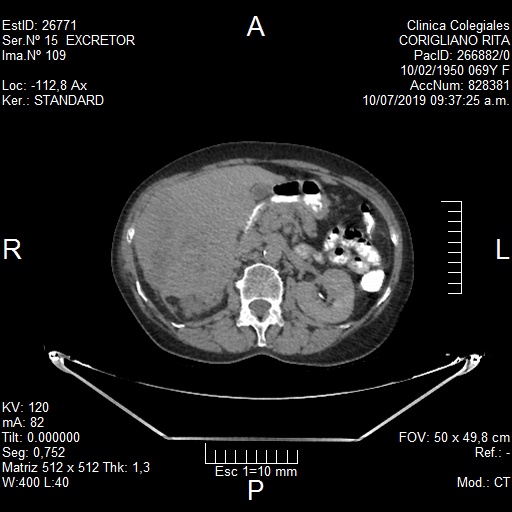 EstID: 26771
Ser.Nº 15 EXCRETOR
Ima.Nº 109
Loc: -112,8 Ax
Ker.: STANDARD
A
Clinica Colegiales
CORIGLIANO RITA
PacID: 266882/0
10/02/1950 069Y F
AccNum: 828381
10/07/2019 09:37:25 a.m.
R
L
KV: 120
mA: 82
Tilt: 0.000000
Seg: 0,752
Matriz 512 x 512 Thk: 1,3
W:400 L:40
Esc 1=10 mm
P
FOV: 50 x 49,8 cm
Ref.: -
Mod.: CT